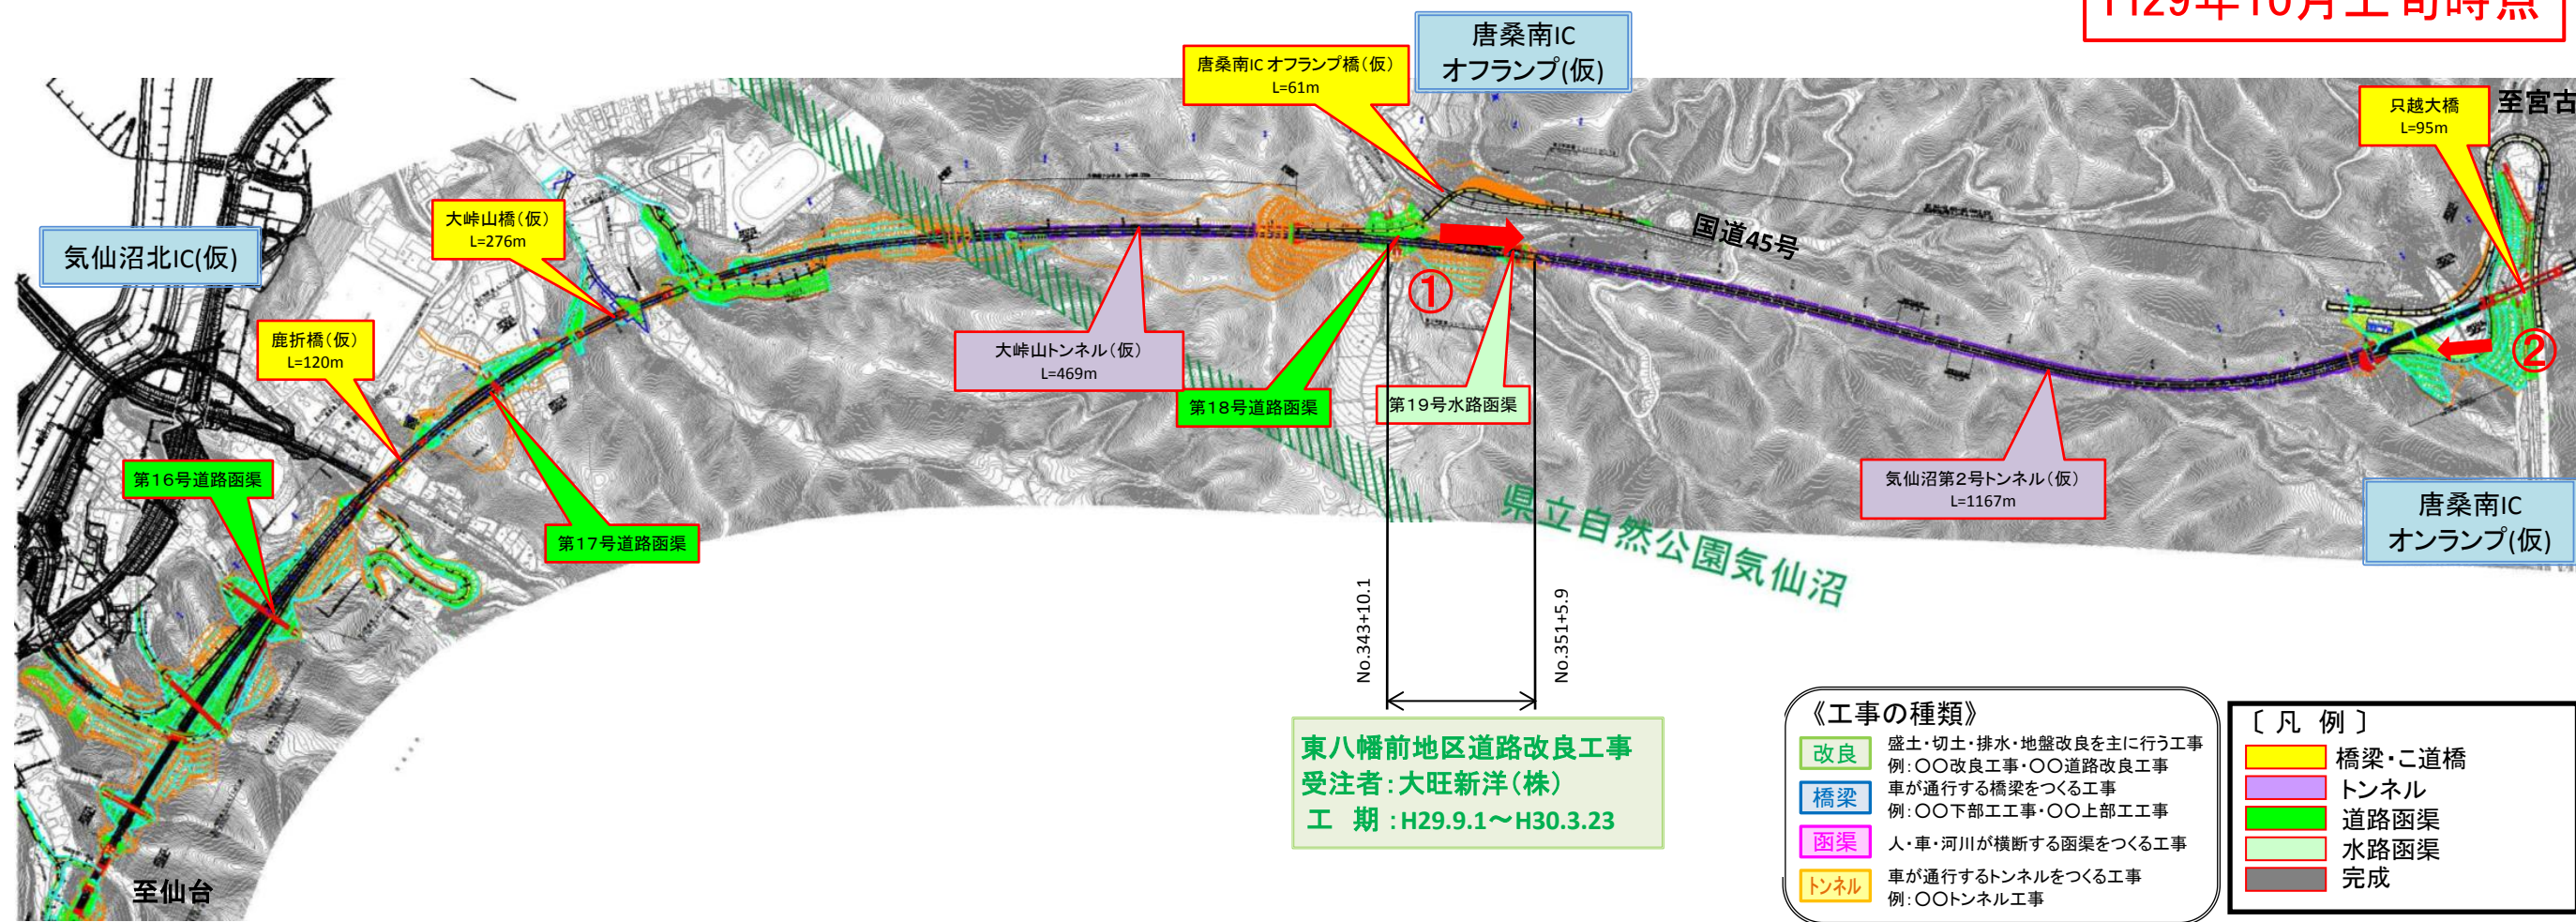 H29年10月上旬時点
唐桑南IC
オフランプ(仮)
唐桑南IC オフランプ橋(仮)
L=61m
只越大橋
L=95m
至宮古
気仙沼北IC(仮)
大峠山橋(仮)
L=276m
国道45号
鹿折橋(仮)
L=120m
①
②
大峠山トンネル(仮)
L=469m
第18号道路函渠
第19号水路函渠
第16号道路函渠
第17号道路函渠
気仙沼第2号トンネル(仮)
L=1167m
唐桑南IC
オンランプ(仮)
県立自然公園気仙沼
No.343+10.1
No.351+5.9
東八幡前地区道路改良工事
受注者:大旺新洋(株)
工 期 :H29.9.1~H30.3.23
至仙台
《工事の種類》
改良
盛土・切土・排水・地盤改良を主に行う工事
例:〇〇改良工事・〇〇道路改良工事
橋梁
車が通行する橋梁をつくる工事
例:〇〇下部工工事・〇〇上部工工事
函渠
人・車・河川が横断する函渠をつくる工事
トンネル
車が通行するトンネルをつくる工事
例:〇〇トンネル工事
〔 凡 例 〕
橋梁・こ道橋
トンネル
道路函渠
水路函渠
完成